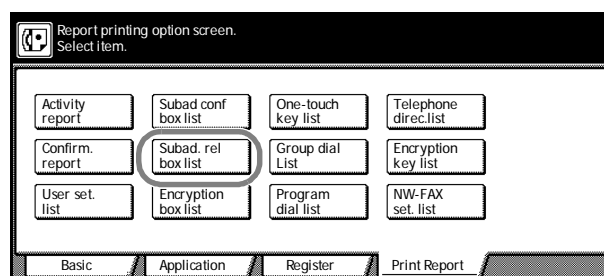 Report printing option screen.
Select item.
Activity report
Subad conf box list
One-touch key list
Telephone direc.list
Confirm. report
Subad. rel box list
Group dial List
Encryption key list
User set. list
Encryption box list
Program dial list
NW-FAX set. list
Basic
Application
Register
Print Report